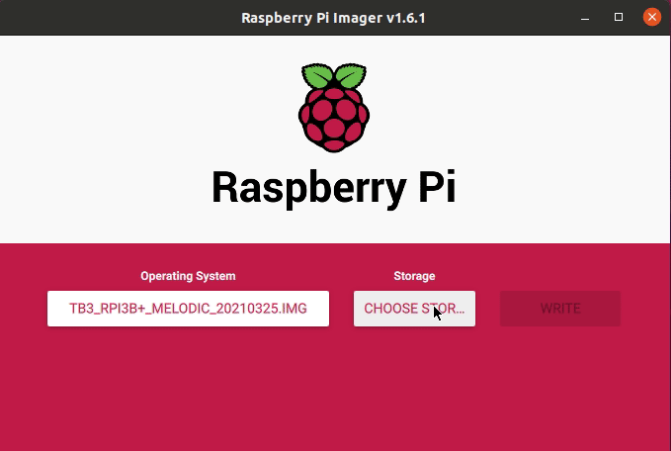 Raspberry Pi Imager v1.6.1
Raspberry Pi
Operating System
Storage
TB3_RPI3B+_MELODIC_20210325.IMG
CHOOSE STOR...
WRITE